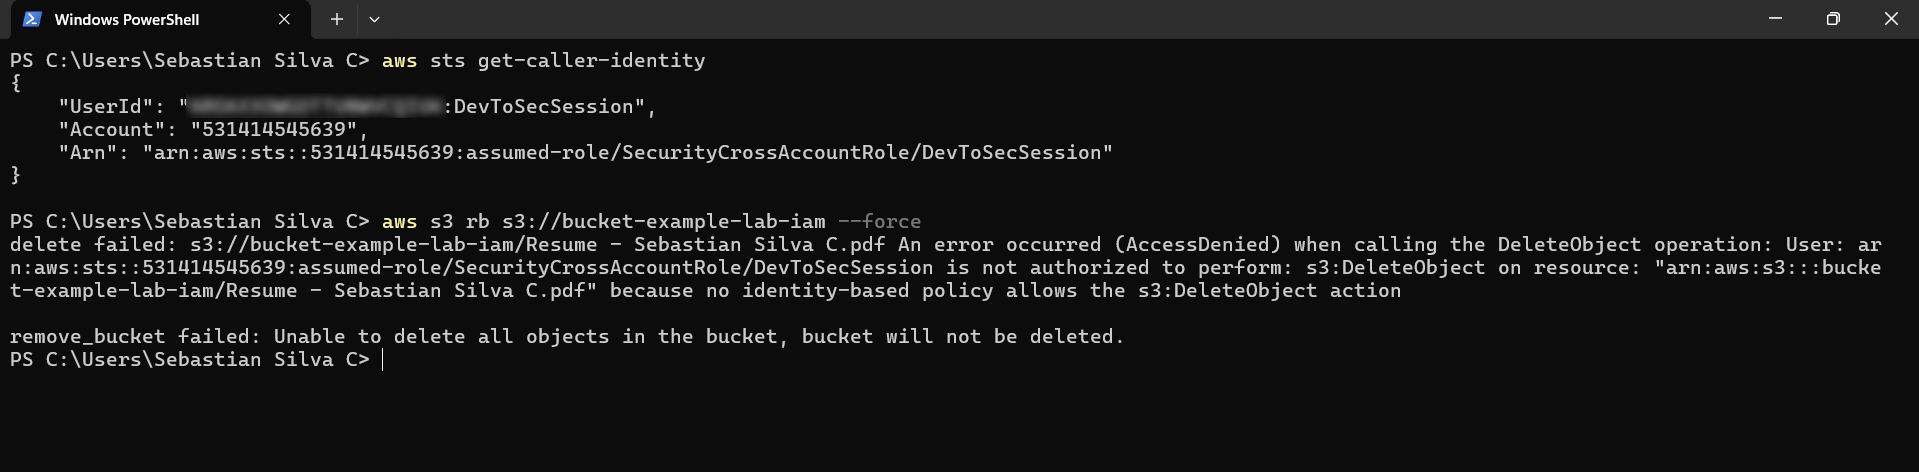 Windows PowerShell
PS C:\Users\Sebastian Silva C> aws sts get-caller-identity
{
    "UserId": ":DevToSecSession",
    "Account": "531414545639",
    "Arn": "arn:aws:sts::531414545639:assumed-role/SecurityCrossAccountRole/DevToSecSession"
}
PS C:\Users\Sebastian Silva C> aws s3 rb s3://bucket-example-lab-iam --force
delete failed: s3://bucket-example-lab-iam/Resume - Sebastian Silva C.pdf An error occurred (AccessDenied) when calling the DeleteObject operation: User: ar
n:aws:sts::531414545639:assumed-role/SecurityCrossAccountRole/DevToSecSession is not authorized to perform: s3:DeleteObject on resource: "arn:aws:s3:::bucke
t-example-lab-iam/Resume - Sebastian Silva C.pdf" because no identity-based policy allows the s3:DeleteObject action
remove_bucket failed: Unable to delete all objects in the bucket, bucket will not be deleted.
PS C:\Users\Sebastian Silva C>